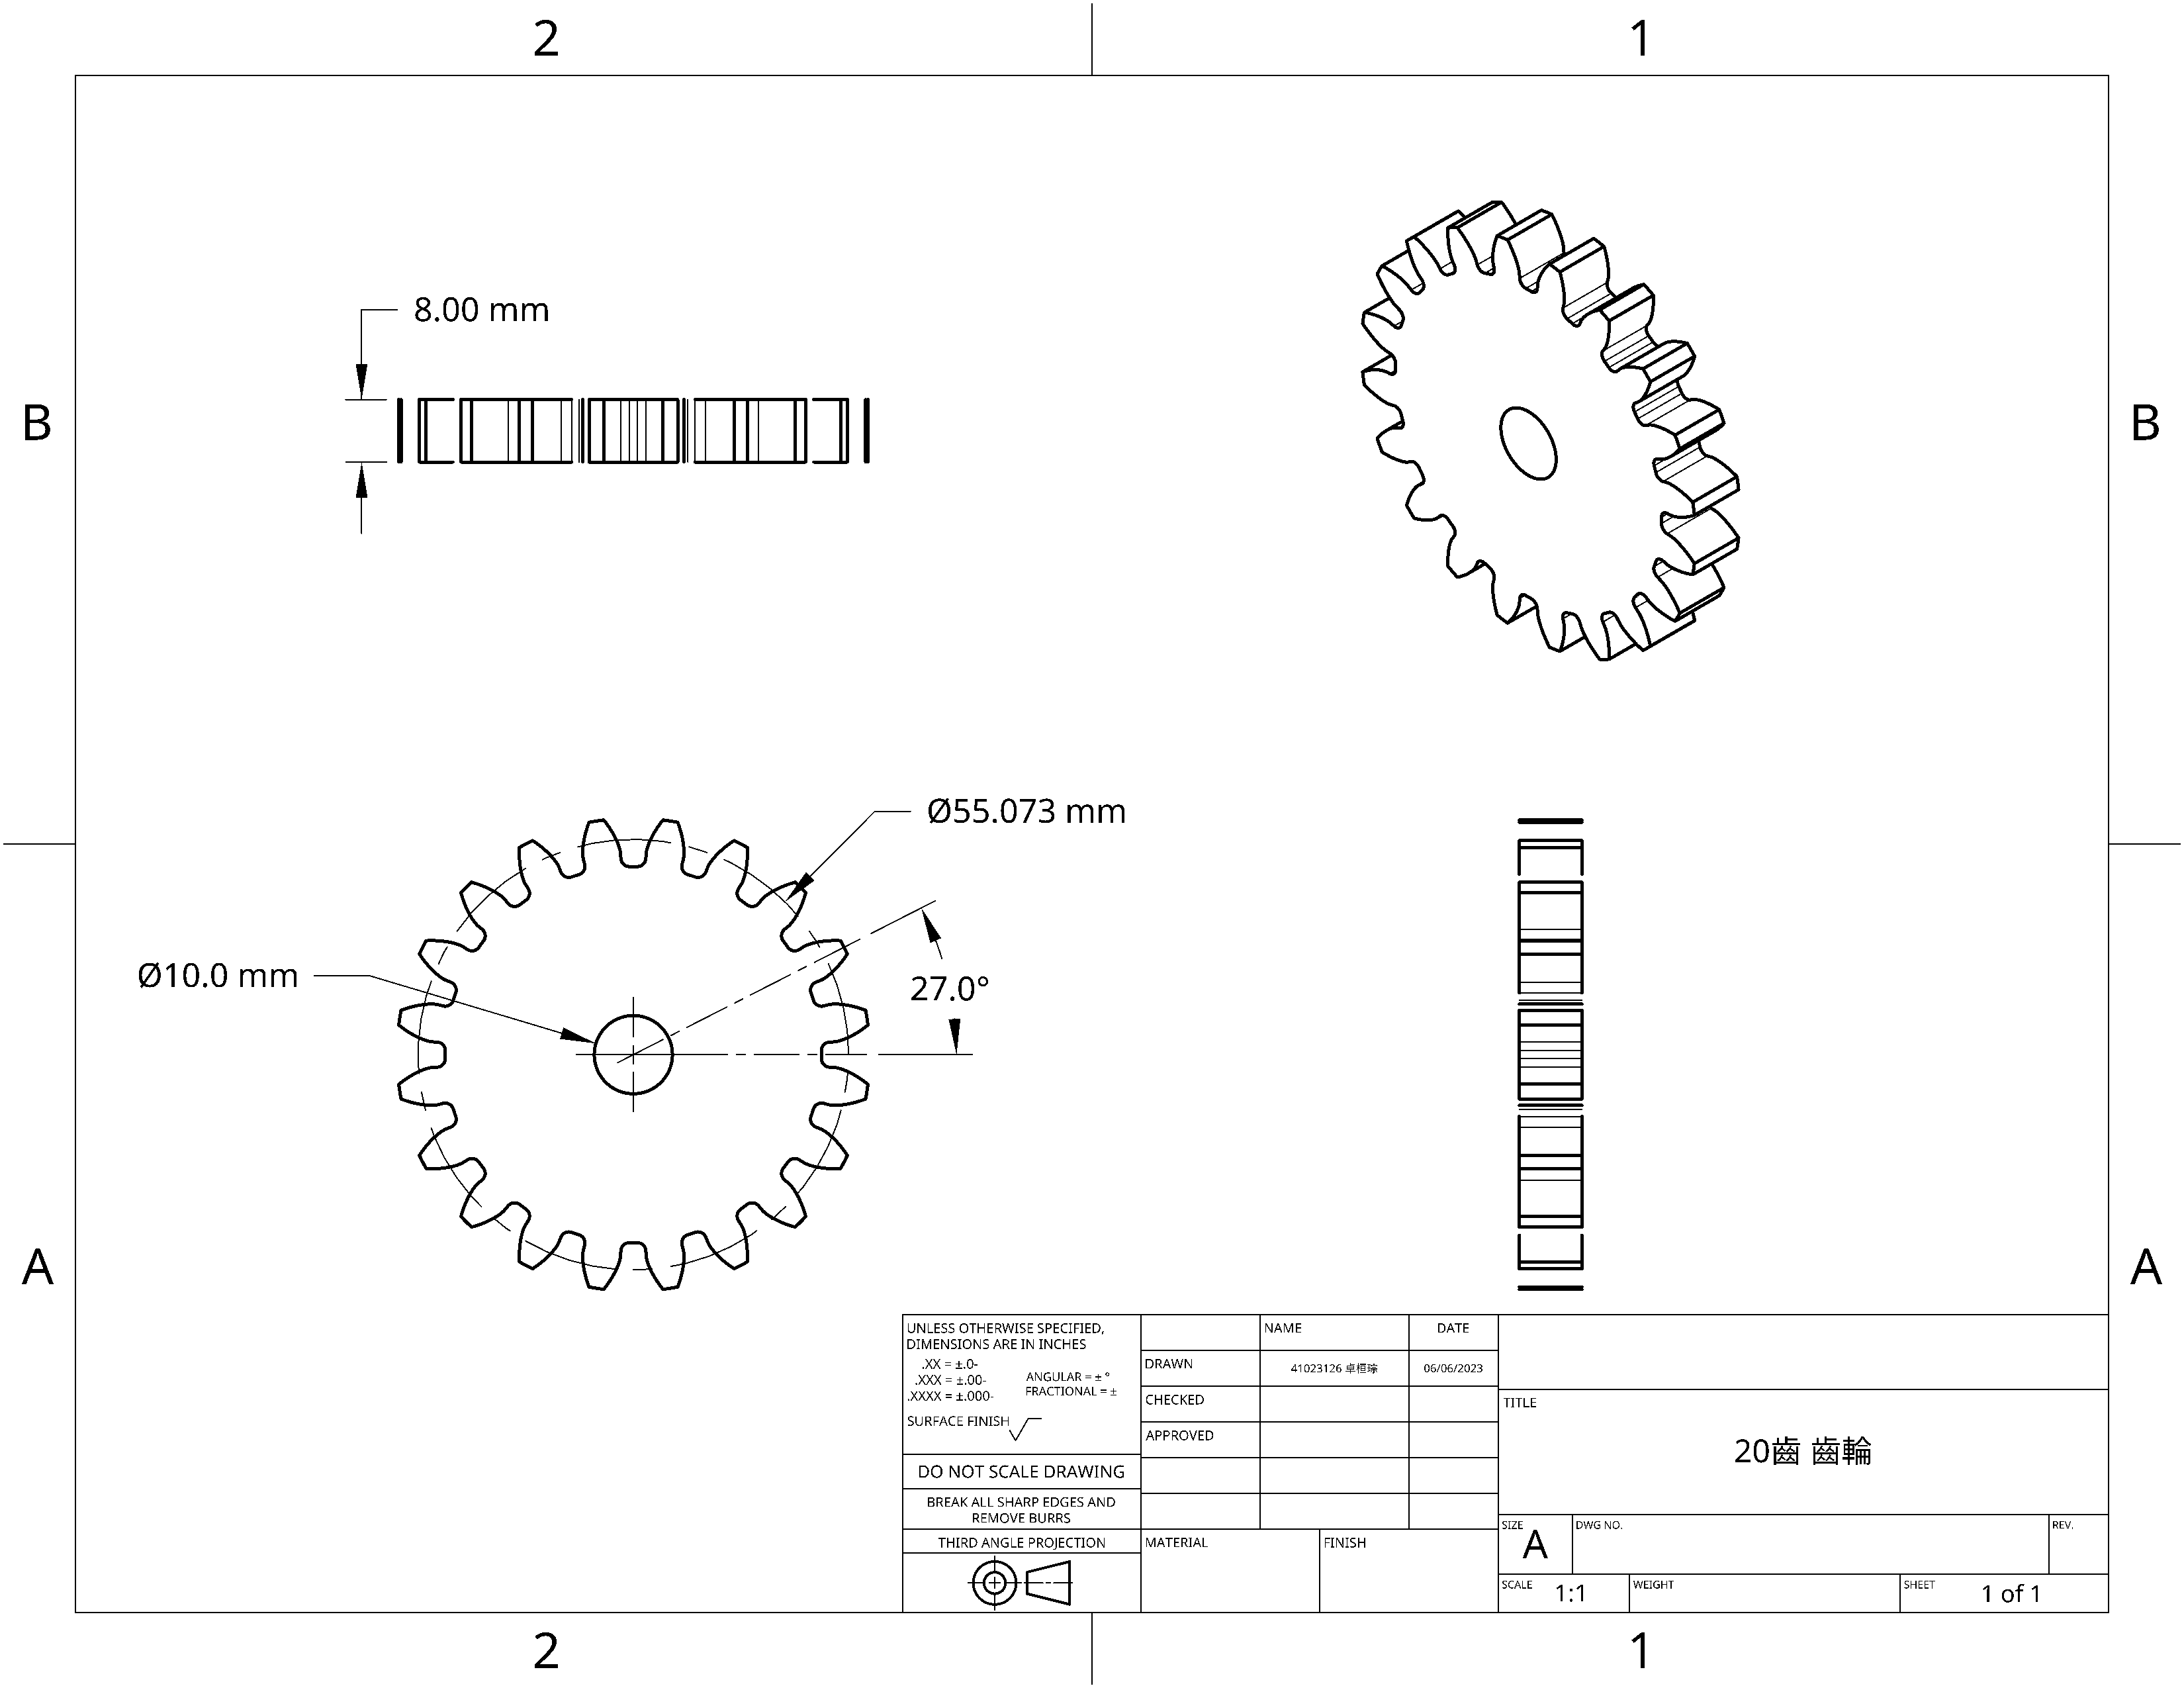 2
1
8.00 mm
B
B
Ø55.073 mm
Ø10.0 mm
27.0°
A
A
UNLESS OTHERWISE SPECIFIED,
DIMENSIONS ARE IN INCHES
.XX = ±.0-
.XXX = ±.00-
.XXXX = ±.000-
ANGULAR = ± °
FRACTIONAL = ±
SURFACE FINISH
DO NOT SCALE DRAWING
BREAK ALL SHARP EDGES AND
REMOVE BURRS
THIRD ANGLE PROJECTION
NAME
DATE
DRAWN
41023126 卓桓瑜
06/06/2023
CHECKED
APPROVED
MATERIAL
FINISH
TITLE
20齒 齒輪
SIZE
A
DWG NO.
REV.
SCALE
1:1
WEIGHT
SHEET
1 of 1
2
1